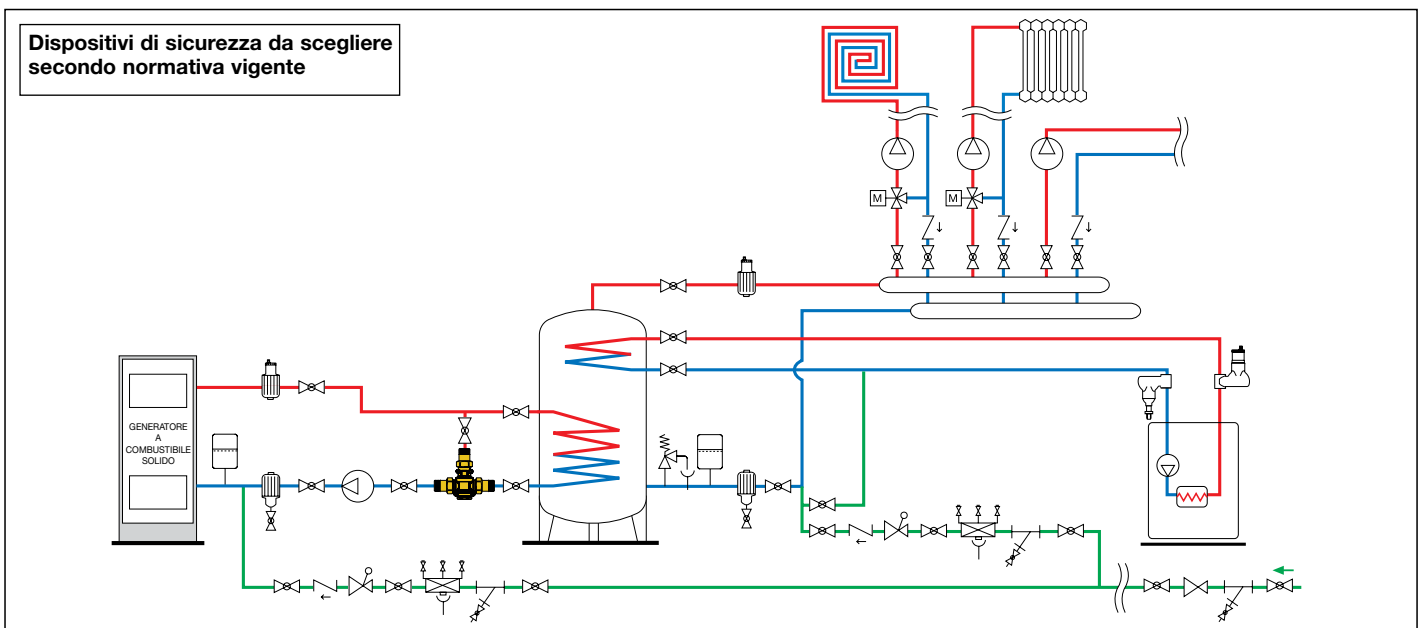 Dispositivi di sicurezza da scegliere
secondo normativa vigente
M
M
GENERATORE
A
COMBUSTIBILE
SOLIDO